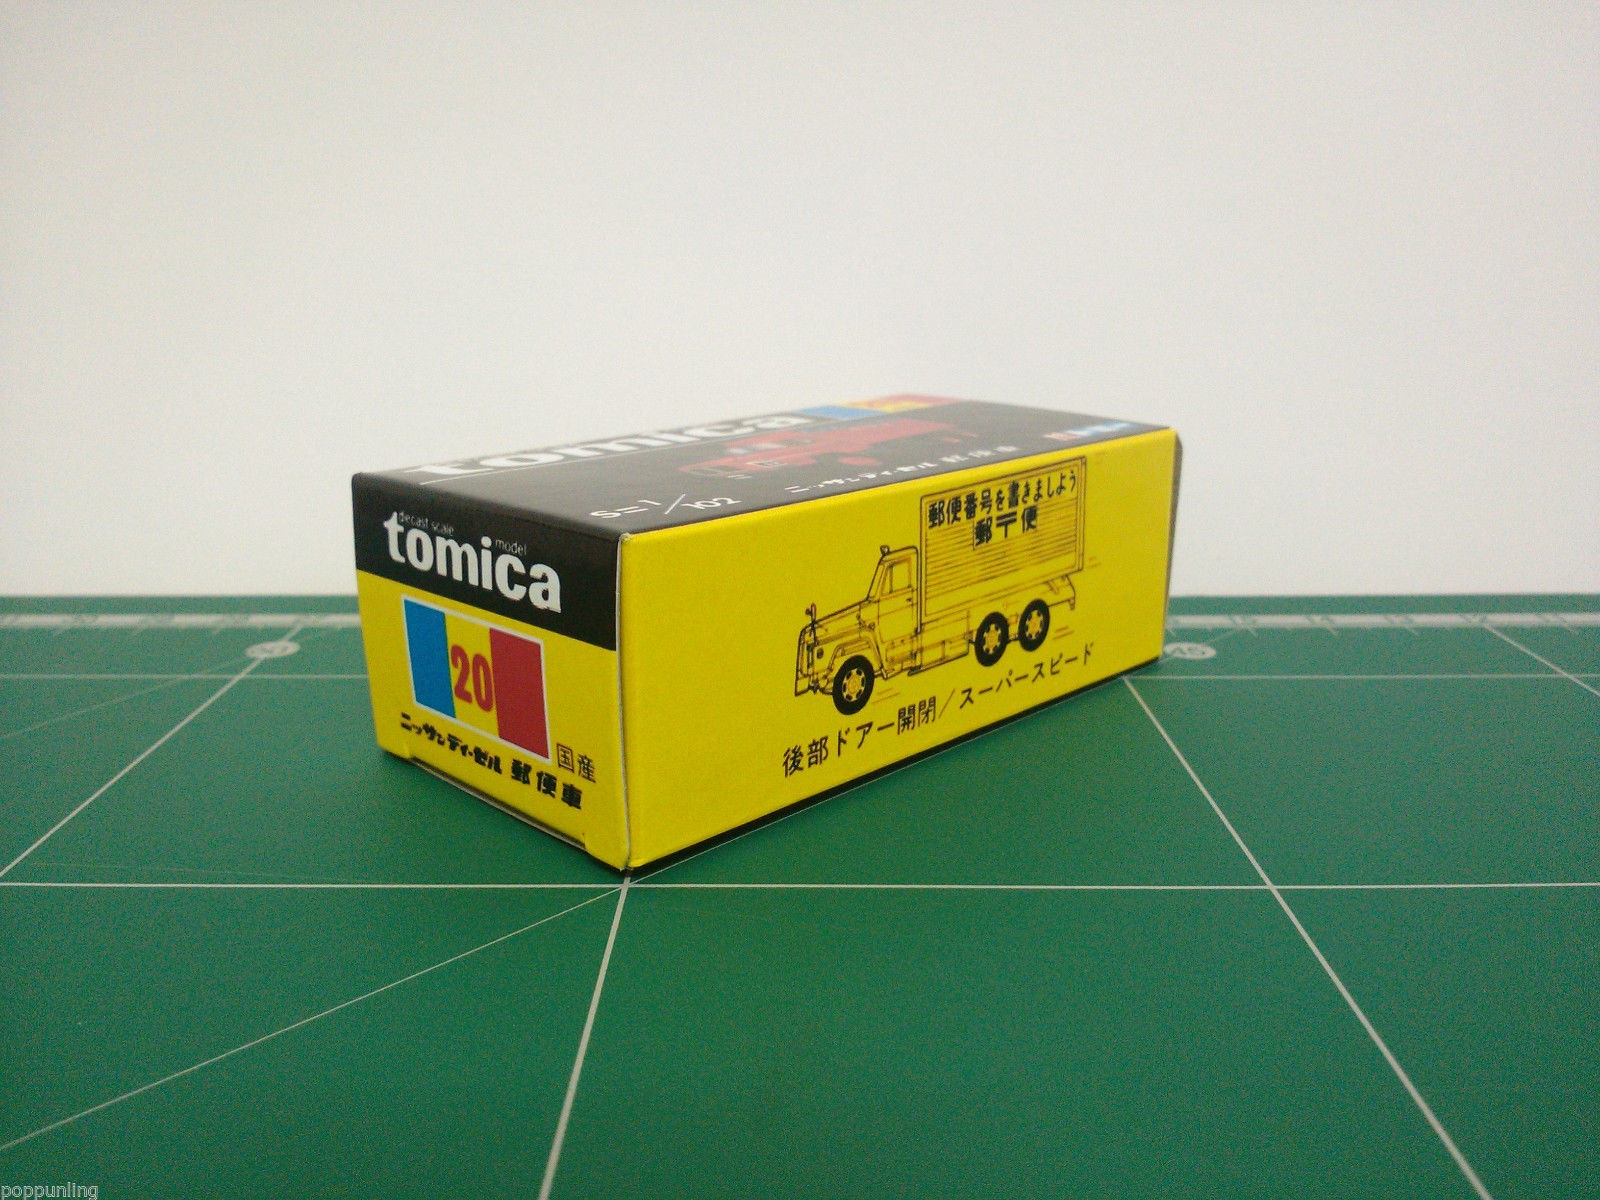 tomica
S=1/102
ニッサンディーゼル 郵便車
diecast scale
model
tomica
20
国産
ニッサンディーゼル 郵便車
郵便番号を書きましよう
郵〒便
後部ドアー開閉/スーパースピード
45
poppunling